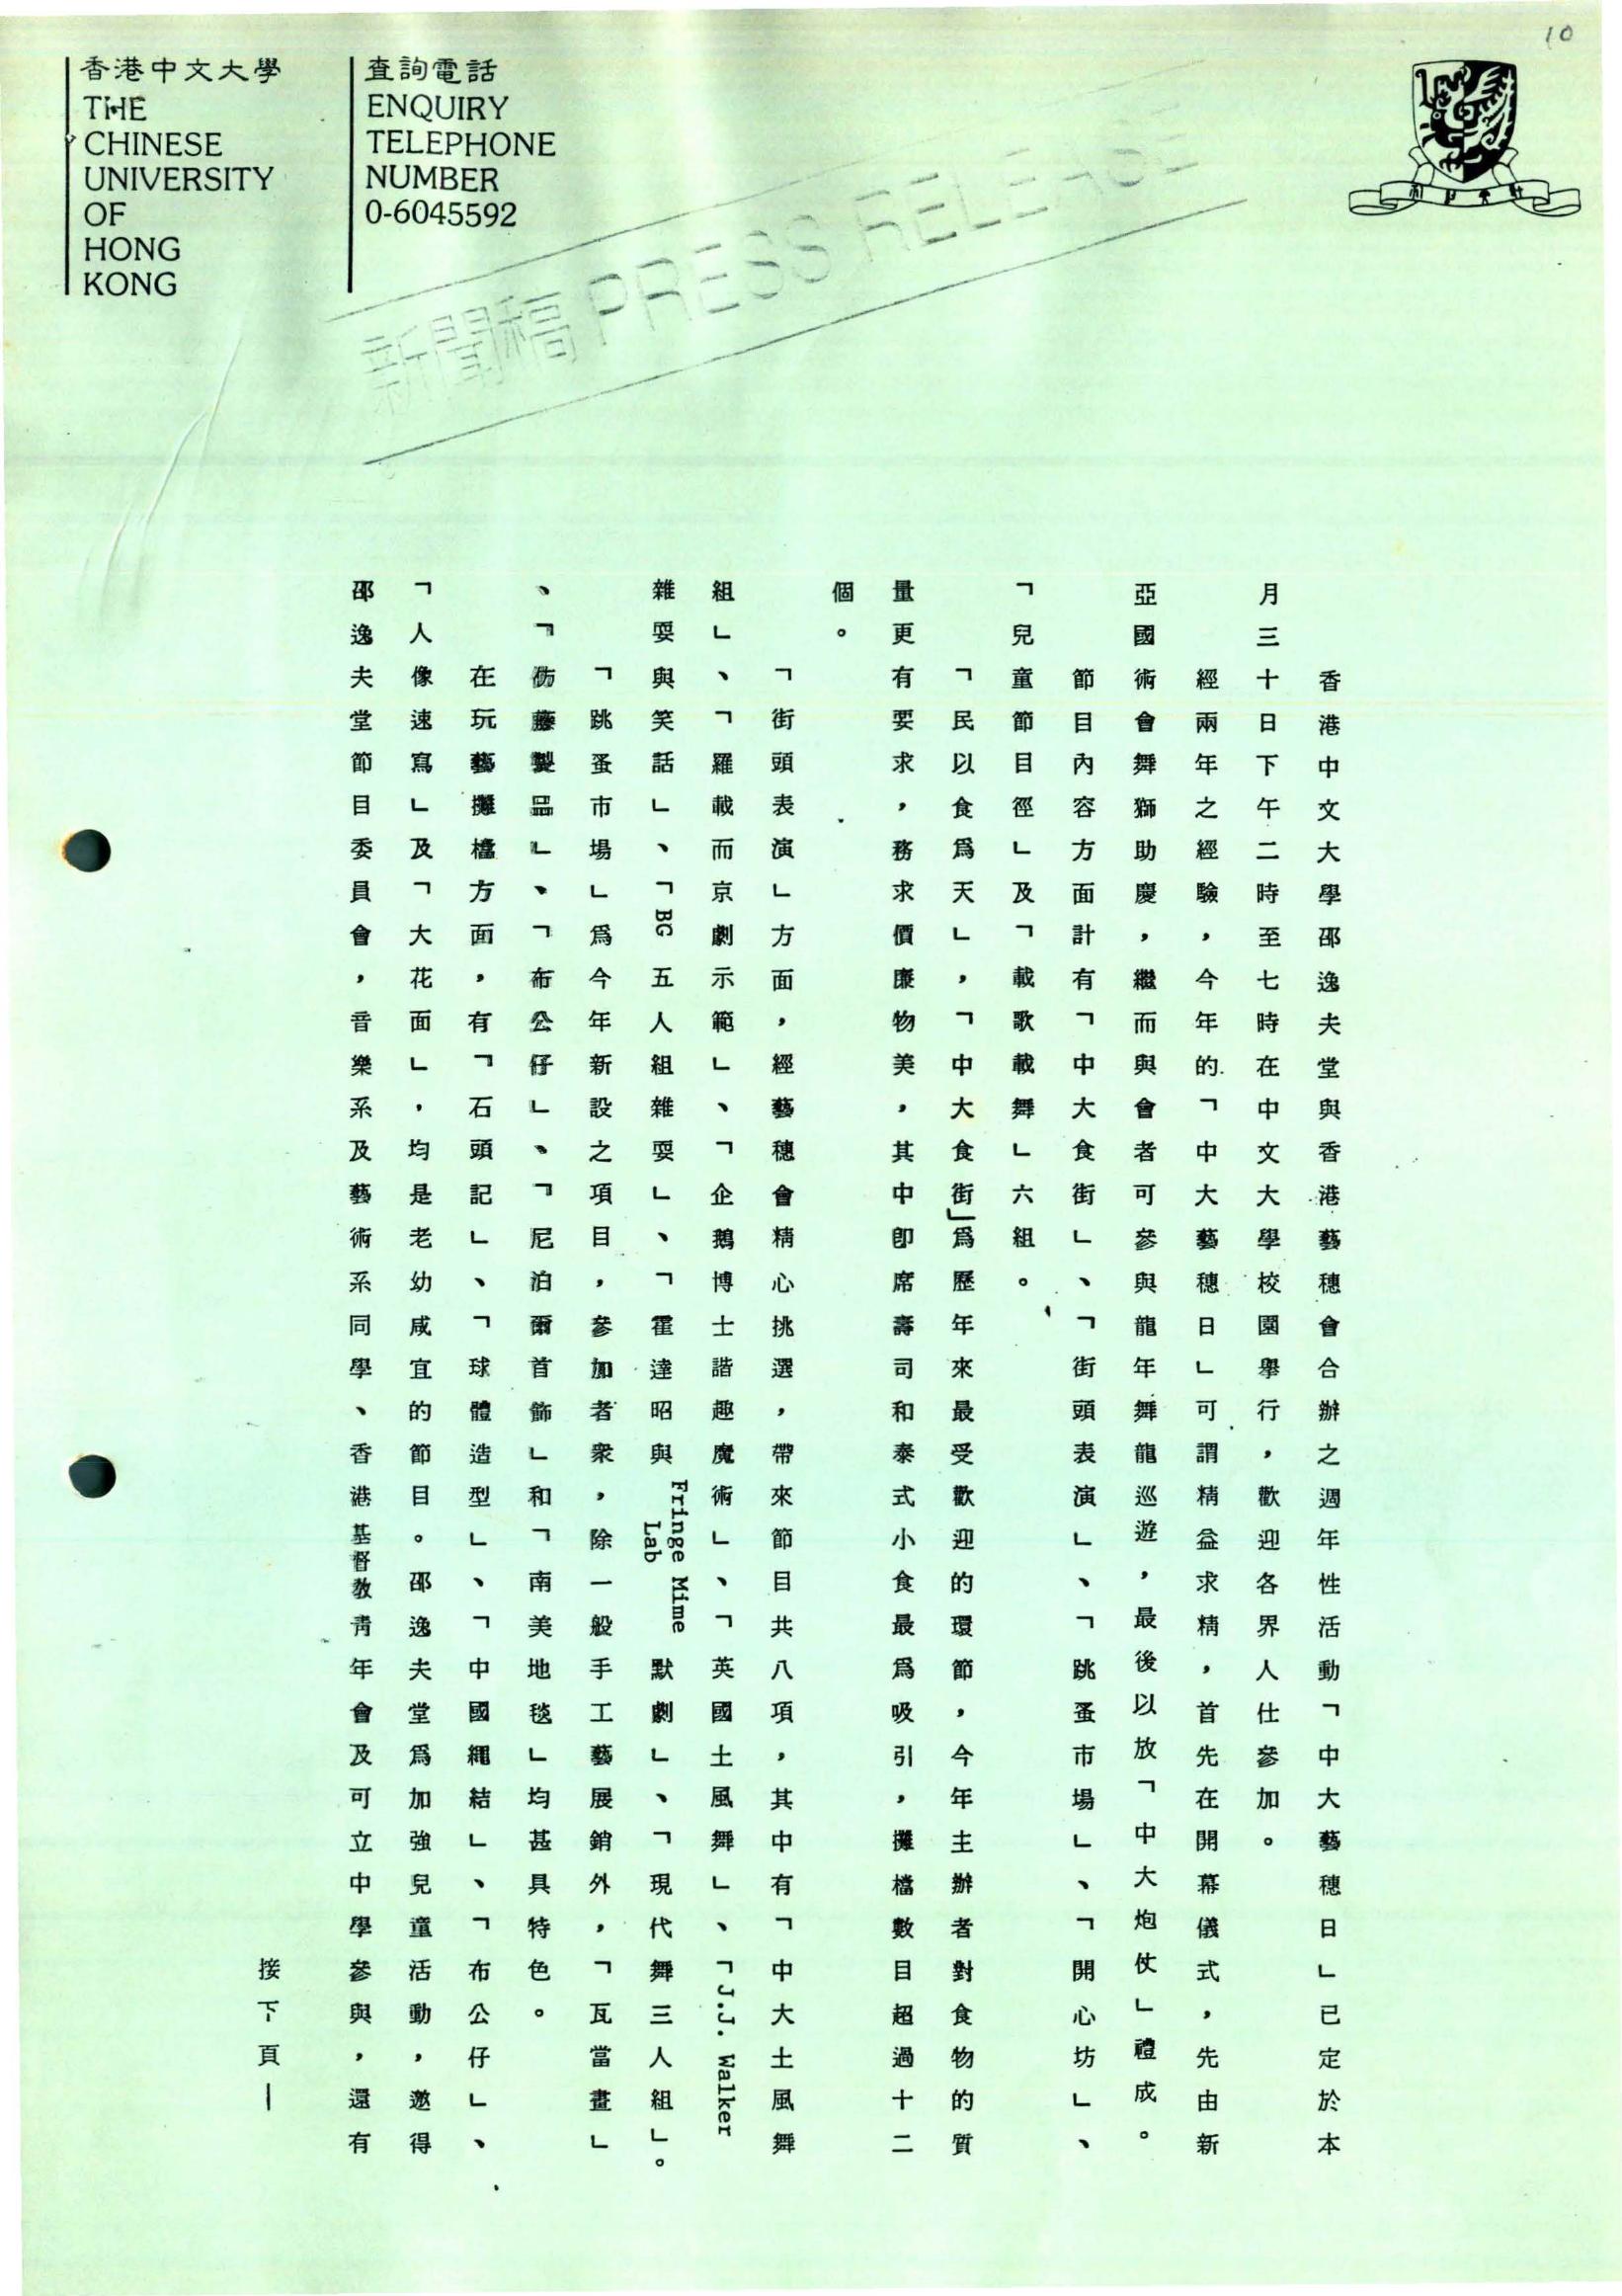 10
香港中文大學
THE
CHINESE
UNIVERSITY
OF
HONG
KONG
查詢電話
ENQUIRY
TELEPHONE
NUMBER
0-6045592
新聞稿 PRESS RELEASE
香港中文大學邵逸夫堂與香港藝穗會合辦之週年性活動「中大藝穗日」已定於本
月三十日下午二時至七時在中文大學校園舉行，歡迎各界人仕參加。
經兩年之經驗，今年的「中大藝穗日」可謂精益求精，首先在開幕儀式，先由新
亞國術會舞獅助慶，繼而與會者可參與龍年舞龍巡遊，最後以放「中大炮仗」禮成。
節目內容方面計有「中大食街」、「街頭表演」、「跳蚤市場」、「開心坊」、
「兒童節目徑」及「載歌載舞」六組。
「民以食爲天」，「中大食街」爲歷年來最受歡迎的環節，今年主辦者對食物的質
量更有要求，務求價廉物美，其中卽席壽司和泰式小食最爲吸引，攤檔數目超過十二
個。
「街頭表演」方面，經藝穗會精心挑選，帶來節目共八項，其中有「中大土風舞
組」、「羅載而京劇示範」、「企鵝博士諧趣魔術」、「英國土風舞」、「J.J. Walker
雜耍與笑話」、「BG 五人組雜耍」、「霍達昭與 Fringe Mime Lab 默劇」、「現代舞三人組」。
「跳蚤市場」爲今年新設之項目，參加者衆，除一般手工藝展銷外，「瓦當畫」
、「仿藤製品」、「布公仔」、「尼泊爾首飾」和「南美地毯」均甚具特色。
在玩藝攤檔方面，有「石頭記」、「球體造型」、「中國繩結」、「布公仔」、
「人像速寫」及「大花面」，均是老幼咸宜的節目。邵逸夫堂爲加強兒童活動，邀得
邵逸夫堂節目委員會，音樂系及藝術系同學、香港基督教靑年會及可立中學參與，還有
接下頁—